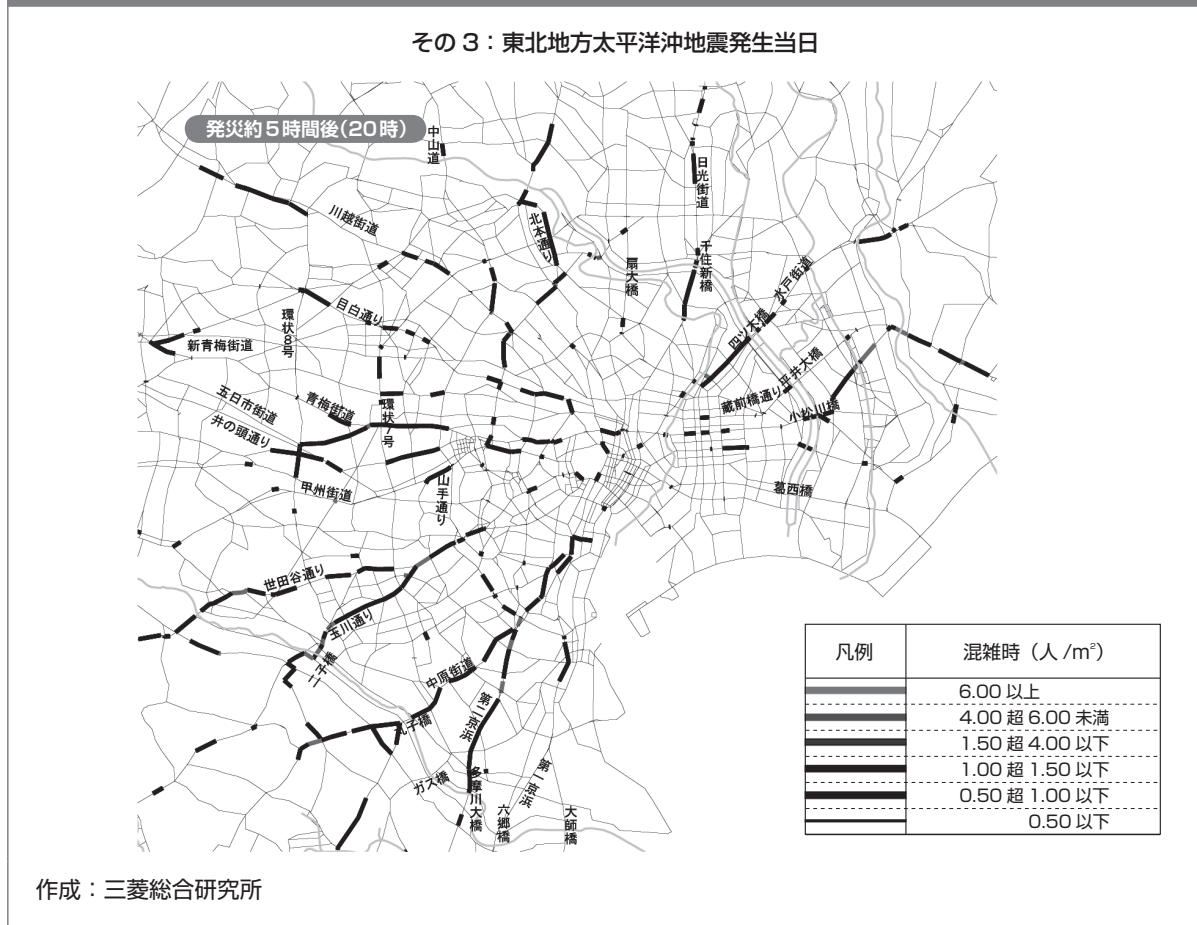 その3：東北地方太平洋沖地震発生当日
発災約5時間後(20時)
中山道
日光街道
川越街道
北本通り
千住新橋
扇大橋
水戸街道
目白通り
環状8号
四ツ木橋
新青梅街道
平井大橋
蔵前橋通り
五日市街道
青梅街道
環状7号
小松川橋
井の頭通り
甲州街道
山手通り
葛西橋
世田谷通り
玉川通り
二子橋
中原街道
第二京浜
丸子橋
ガス橋
多摩川大橋
第一京浜
六郷橋
大師橋
凡例 混雑時（人/m²）
6.00 以上
4.00 超 6.00 未満
1.50 超 4.00 以下
1.00 超 1.50 以下
0.50 超 1.00 以下
0.50 以下
作成：三菱総合研究所